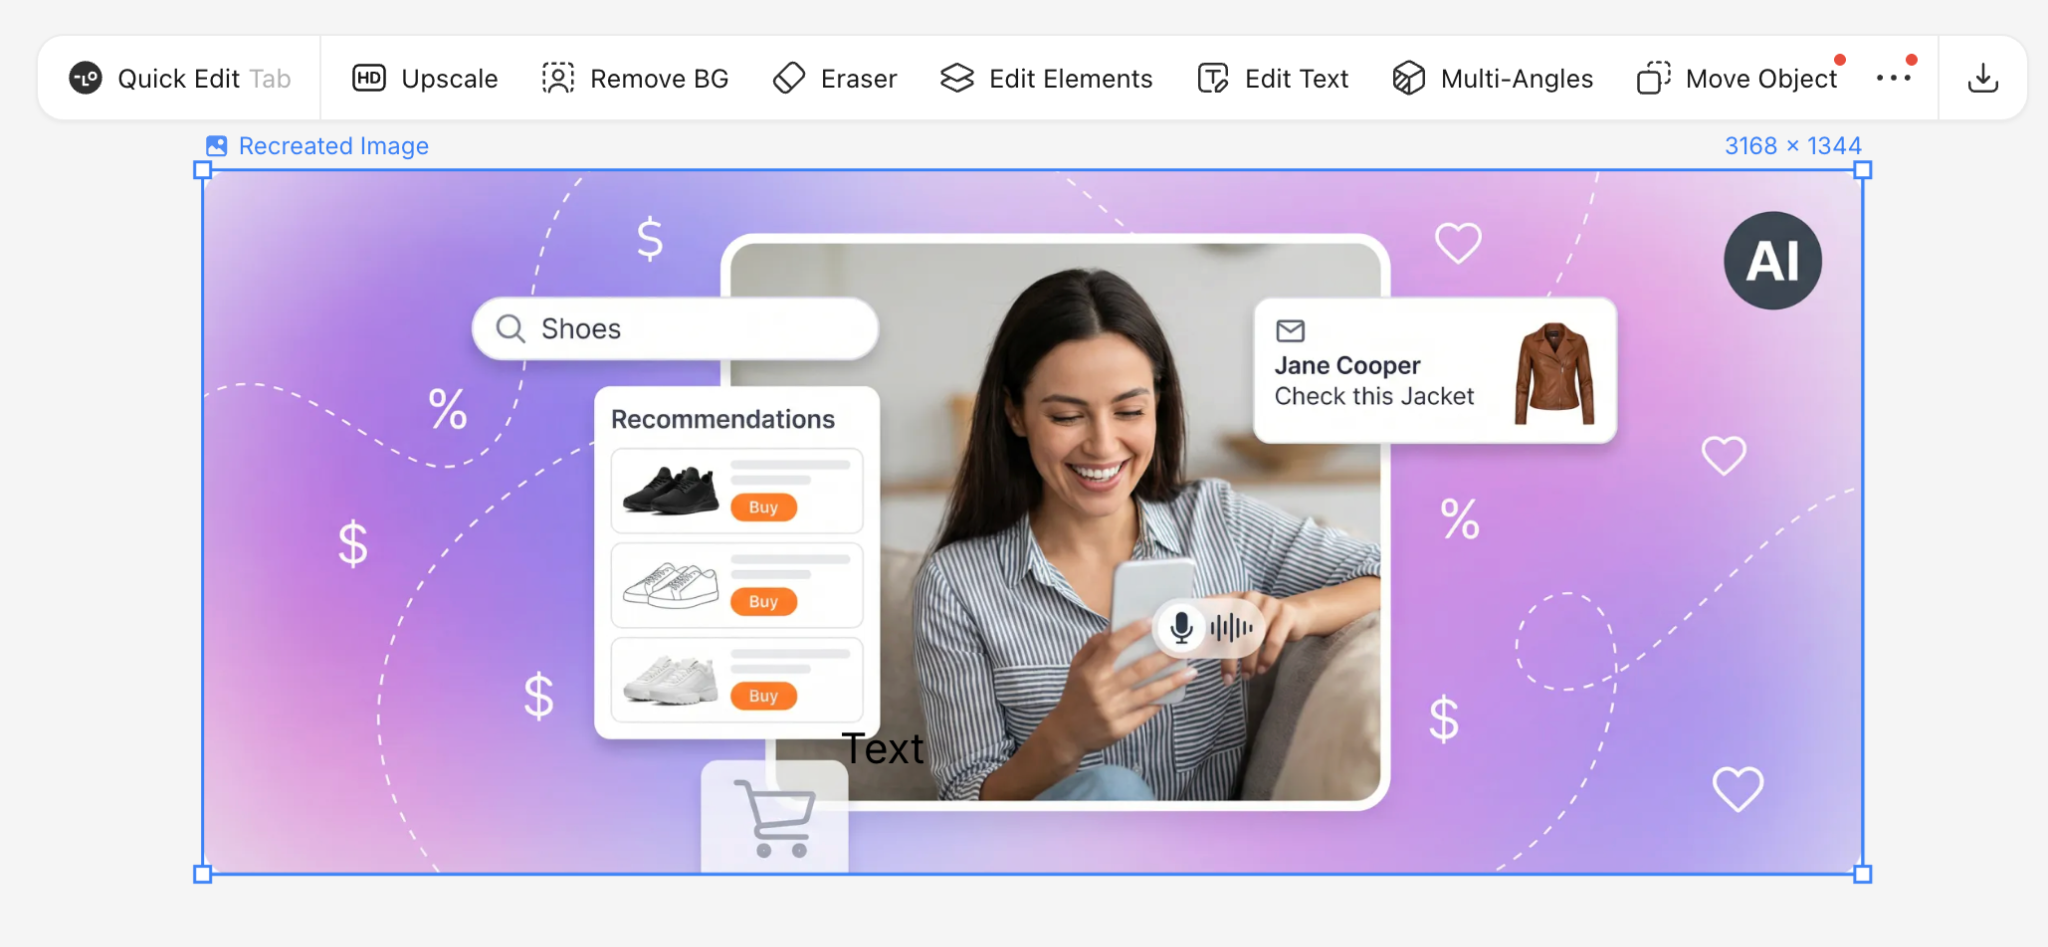 Quick Edit Tab
HD Upscale
Remove BG
Eraser
Edit Elements
Edit Text
Multi-Angles
Move Object
Recreated Image
3168 × 1344
$
AI
Shoes
Jane Cooper
Check this Jacket
%
Recommendations
Buy
%
$
Buy
$
Buy
$
Text